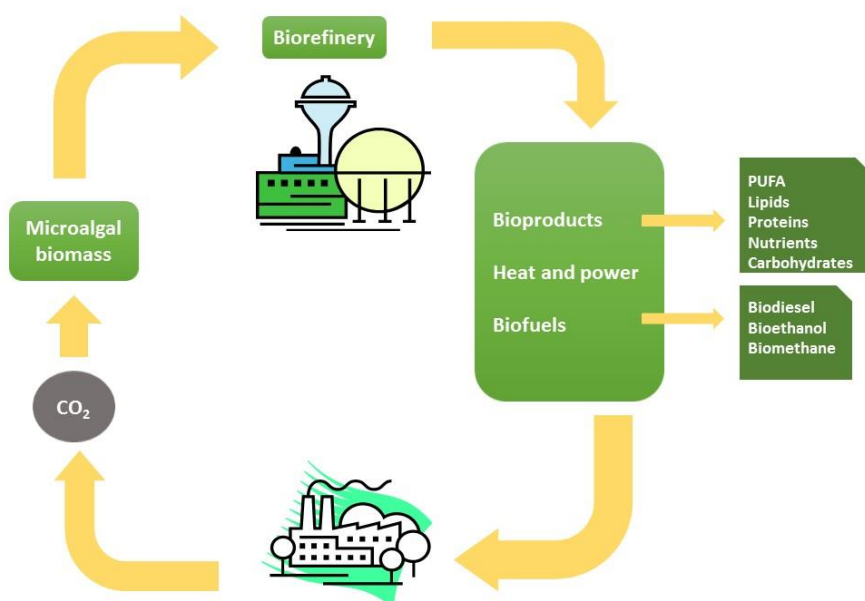 Biorefinery
Microalgal
biomass
CO₂
Bioproducts
Heat and power
Biofuels
PUFA
Lipids
Proteins
Nutrients
Carbohydrates
Biodiesel
Bioethanol
Biomethane